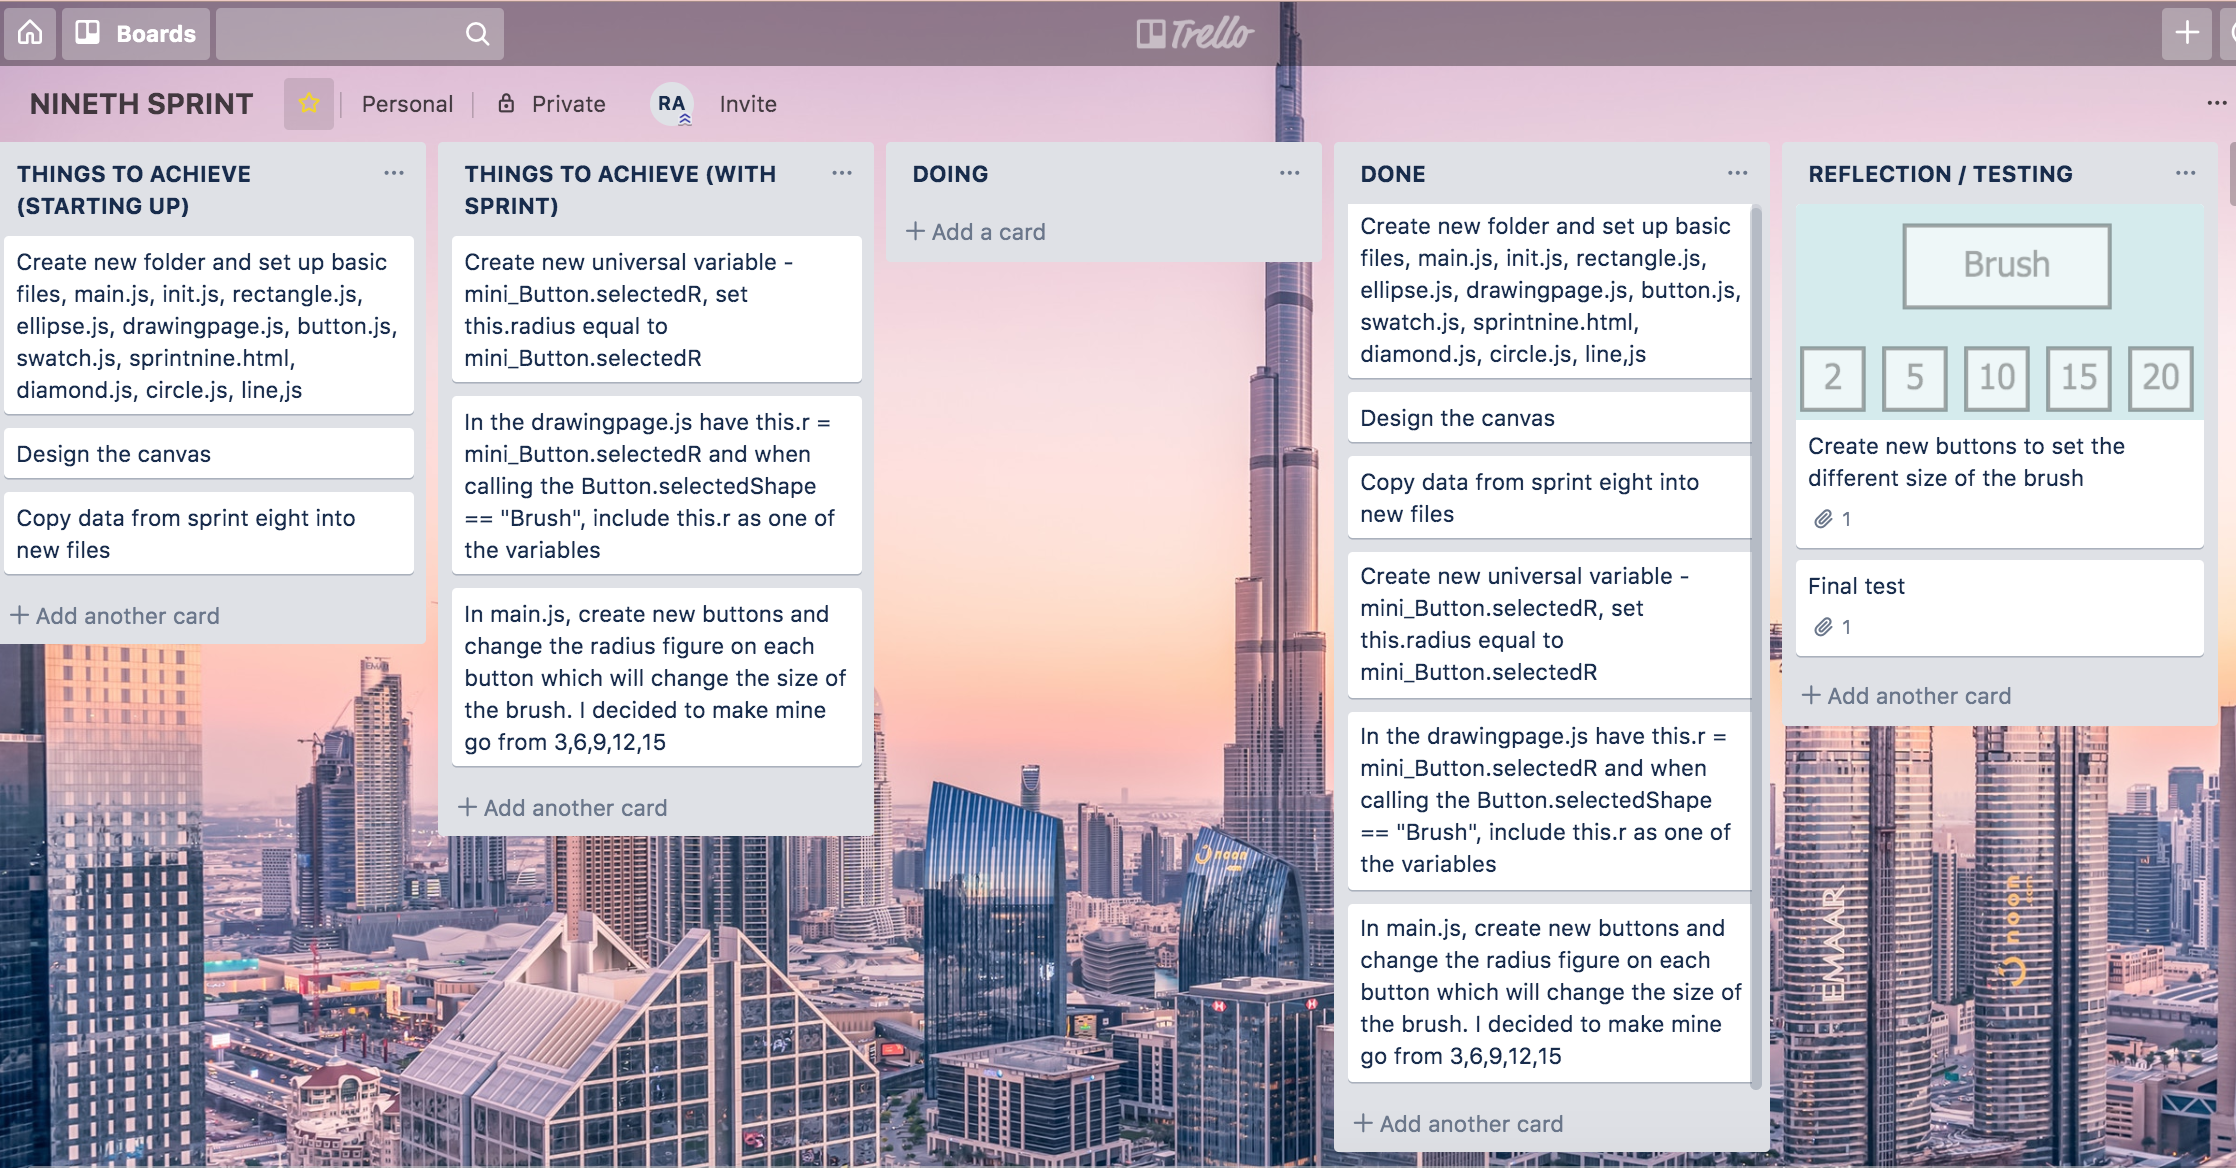 Boards
Trello
NINETH SPRINT
Personal
Private
RA
Invite
THINGS TO ACHIEVE
(STARTING UP)
Create new folder and set up basic
files, main.js, init.js, rectangle.js,
ellipse.js, drawingpage.js, button.js,
swatch.js, sprintnine.html,
diamond.js, circle.js, line,js
Design the canvas
Copy data from sprint eight into
new files
+ Add another card
THINGS TO ACHIEVE (WITH
SPRINT)
Create new universal variable -
mini_Button.selectedR, set
this.radius equal to
mini_Button.selectedR
In the drawingpage.js have this.r =
mini_Button.selectedR and when
calling the Button.selectedShape
== "Brush", include this.r as one of
the variables
In main.js, create new buttons and
change the radius figure on each
button which will change the size of
the brush. I decided to make mine
go from 3,6,9,12,15
+ Add another card
DOING
+ Add a card
DONE
Create new folder and set up basic
files, main.js, init.js, rectangle.js,
ellipse.js, drawingpage.js, button.js,
swatch.js, sprintnine.html,
diamond.js, circle.js, line,js
Design the canvas
Copy data from sprint eight into
new files
Create new universal variable -
mini_Button.selectedR, set
this.radius equal to
mini_Button.selectedR
In the drawingpage.js have this.r =
mini_Button.selectedR and when
calling the Button.selectedShape
== "Brush", include this.r as one of
the variables
In main.js, create new buttons and
change the radius figure on each
button which will change the size of
the brush. I decided to make mine
go from 3,6,9,12,15
+ Add another card
REFLECTION / TESTING
Brush
2 5 10 15 20
Create new buttons to set the
different size of the brush
1
Final test
1
+ Add another card
noon
EMAAR
noon
.com